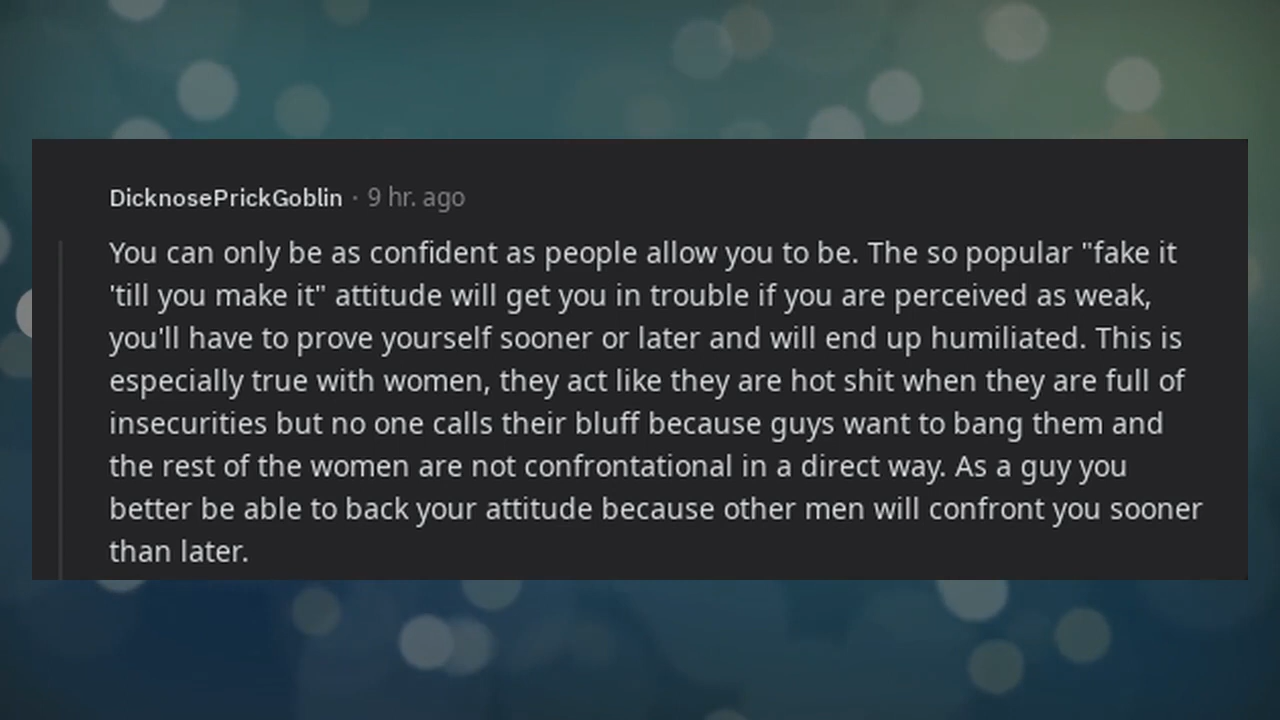 DicknosePrickGoblin · 9 hr. ago
You can only be as confident as people allow you to be. The so popular "fake it
'till you make it" attitude will get you in trouble if you are perceived as weak,
you'll have to prove yourself sooner or later and will end up humiliated. This is
especially true with women, they act like they are hot shit when they are full of
insecurities but no one calls their bluff because guys want to bang them and
the rest of the women are not confrontational in a direct way. As a guy you
better be able to back your attitude because other men will confront you sooner
than later.